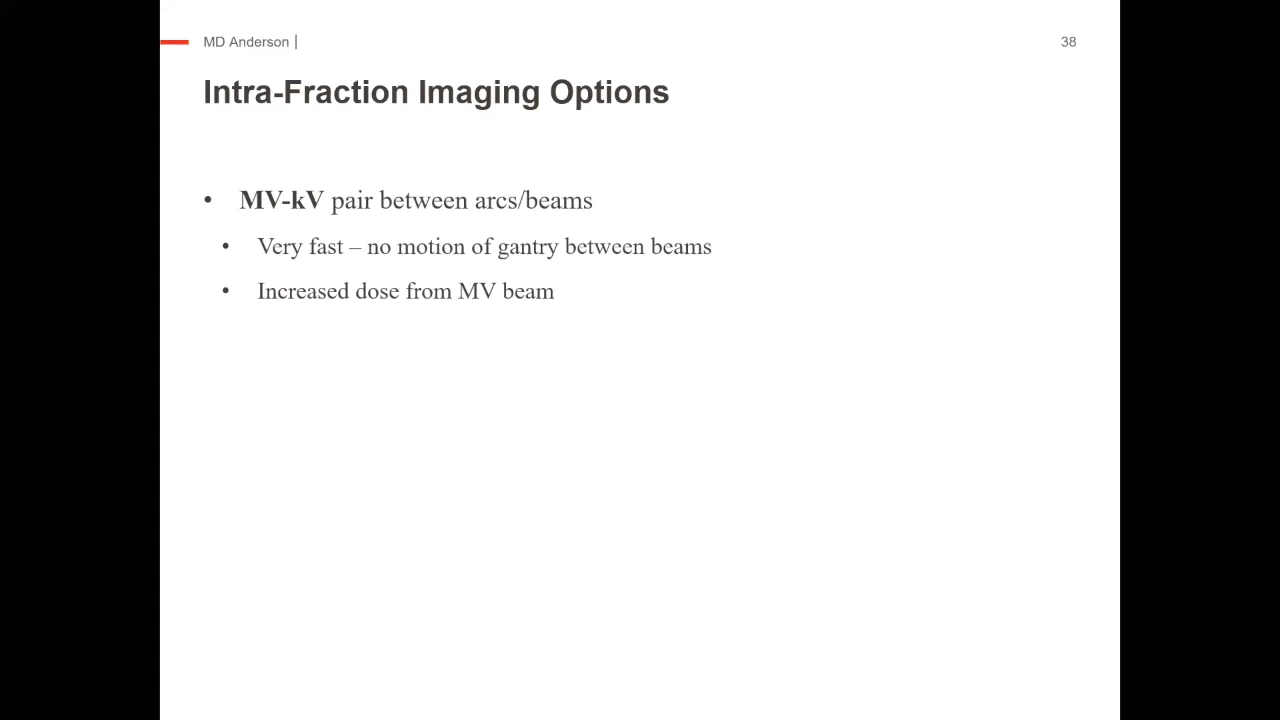 MD Anderson | 38
Intra-Fraction Imaging Options
• MV-kV pair between arcs/beams
• Very fast – no motion of gantry between beams
• Increased dose from MV beam